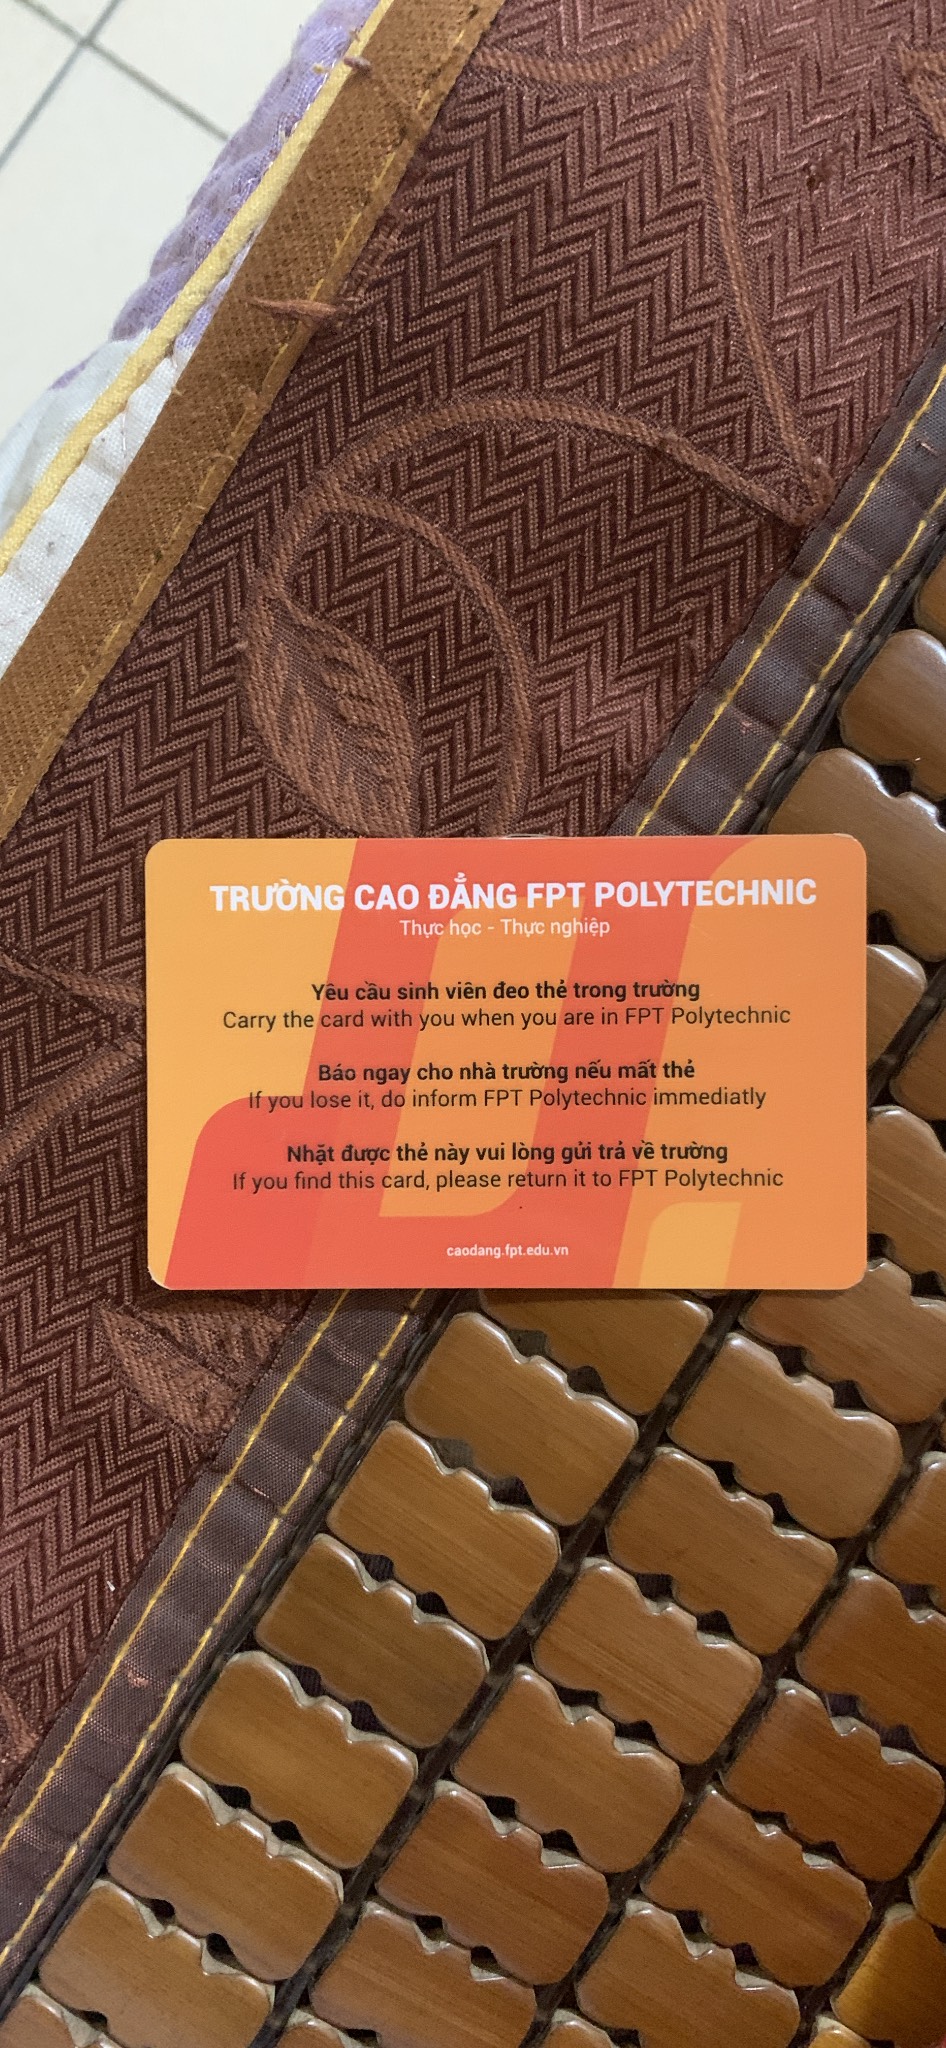 TRƯỜNG CAO ĐẲNG FPT POLYTECHNIC
Thực học - Thực nghiệp
Yêu cầu sinh viên đeo thẻ trong trường
Carry the card with you when you are in FPT Polytechnic
Báo ngay cho nhà trường nếu mất thẻ
If you lose it, do inform FPT Polytechnic immediatly
Nhặt được thẻ này vui lòng gửi trả về trường
If you find this card, please return it to FPT Polytechnic
caodang.fpt.edu.vn